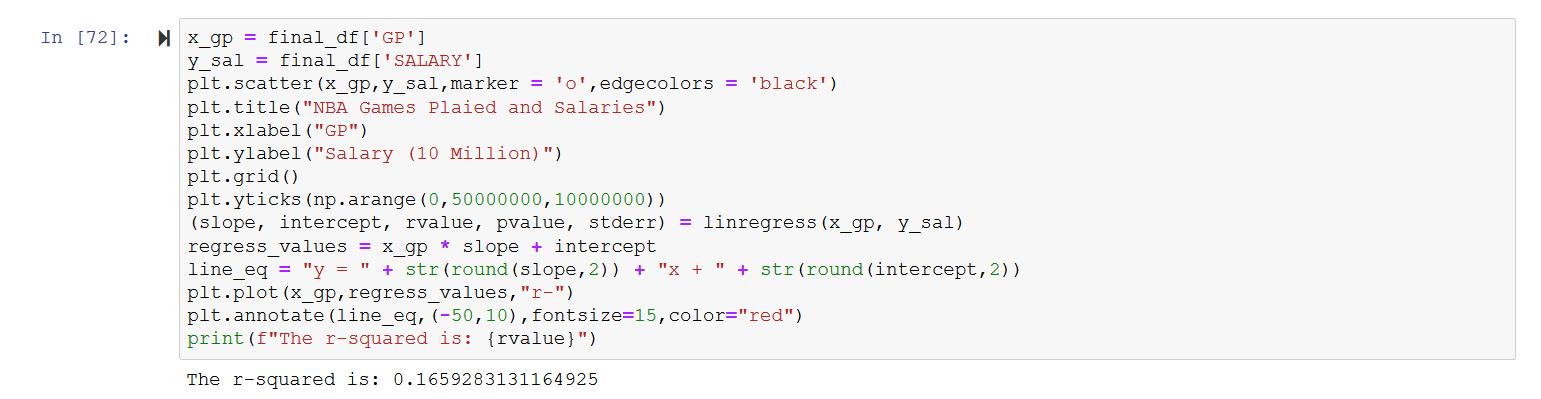 In [72]:
x_gp = final_df['GP']
y_sal = final_df['SALARY']
plt.scatter(x_gp,y_sal,marker = 'o',edgecolors = 'black')
plt.title("NBA Games Plaied and Salaries")
plt.xlabel("GP")
plt.ylabel("Salary (10 Million)")
plt.grid()
plt.yticks(np.arange(0,50000000,10000000))
(slope, intercept, rvalue, pvalue, stderr) = linregress(x_gp, y_sal)
regress_values = x_gp * slope + intercept
line_eq = "y = " + str(round(slope,2)) + "x + " + str(round(intercept,2))
plt.plot(x_gp,regress_values,"r-")
plt.annotate(line_eq,(-50,10),fontsize=15,color="red")
print(f"The r-squared is: {rvalue}")
The r-squared is: 0.1659283131164925